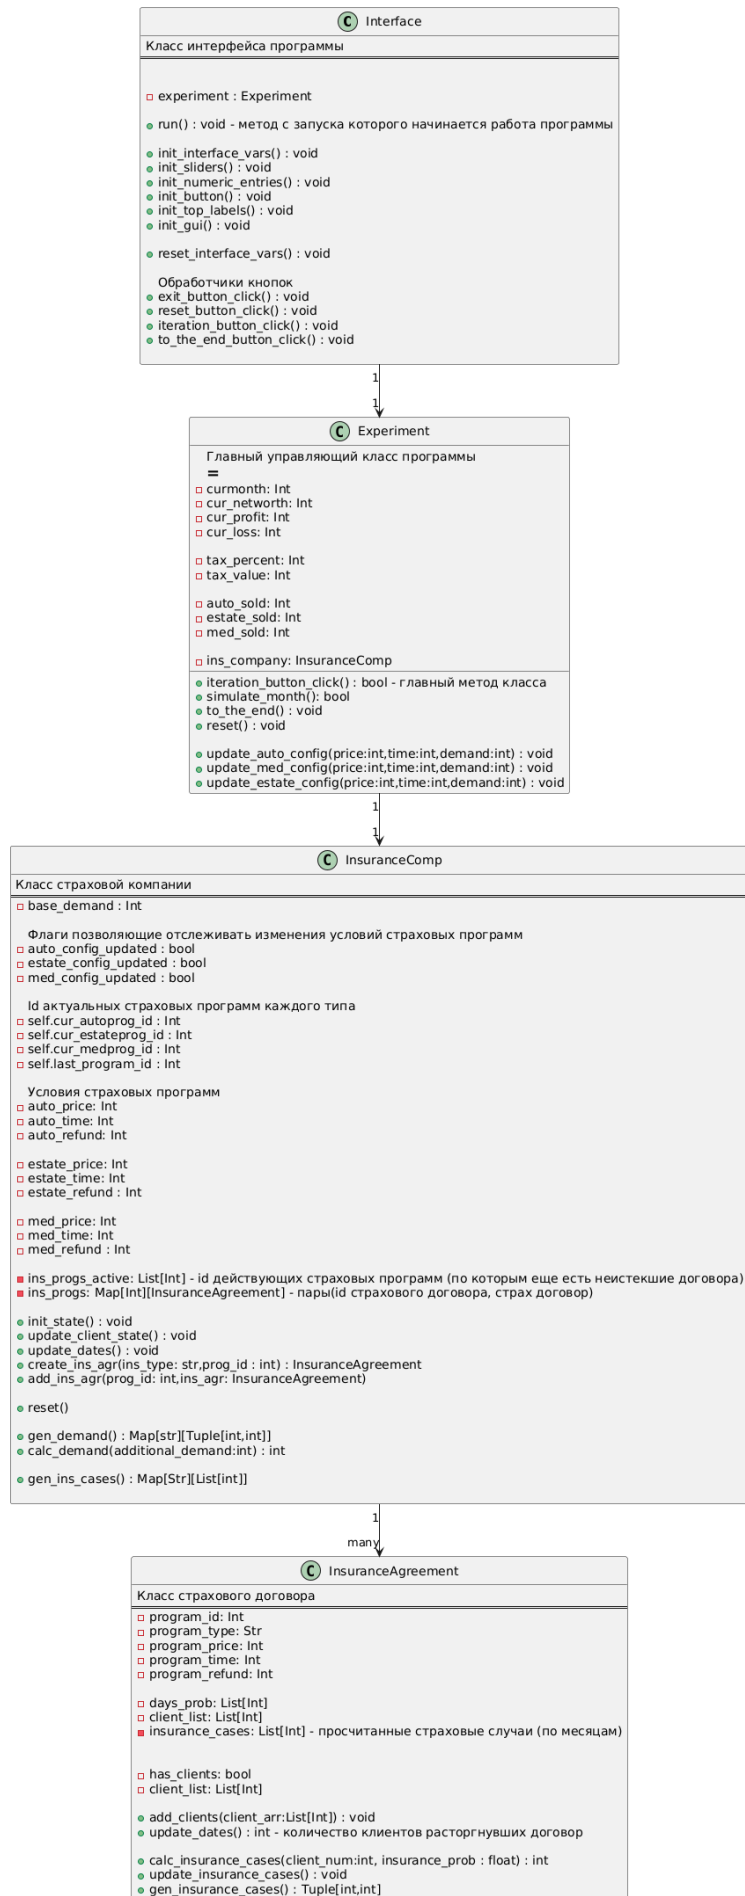 C Interface
Класс интерфейса программы
experiment : Experiment
run() : void - метод с запуска которого начинается работа программы
init_interface_vars() : void
init_sliders() : void
init_numeric_entries() : void
init_button() : void
init_top_labels() : void
init_gui() : void
reset_interface_vars() : void
Обработчики кнопок
exit_button_click() : void
reset_button_click() : void
iteration_button_click() : void
to_the_end_button_click() : void
1
1
C Experiment
Главный управляющий класс программы
=
curmonth: Int
cur_networth: Int
cur_profit: Int
cur_loss: Int
tax_percent: Int
tax_value: Int
auto_sold: Int
estate_sold: Int
med_sold: Int
ins_company: InsuranceComp
iteration_button_click() : bool - главный метод класса
simulate_month(): bool
to_the_end() : void
reset() : void
update_auto_config(price:int,time:int,demand:int) : void
update_med_config(price:int,time:int,demand:int) : void
update_estate_config(price:int,time:int,demand:int) : void
1
1
C InsuranceComp
Класс страховой компании
base_demand : Int
Флаги позволяющие отслеживать изменения условий страховых программ
auto_config_updated : bool
estate_config_updated : bool
med_config_updated : bool
Id актуальных страховых программ каждого типа
self.cur_autoprog_id : Int
self.cur_estateprog_id : Int
self.cur_medprog_id : Int
self.last_program_id : Int
Условия страховых программ
auto_price: Int
auto_time: Int
auto_refund: Int
estate_price: Int
estate_time: Int
estate_refund : Int
med_price: Int
med_time: Int
med_refund : Int
ins_progs_active: List[Int] - id действующих страховых программ (по которым еще есть неистекшие договора)
ins_progs: Map[Int][InsuranceAgreement] - пары(id страхового договора, страх договор)
init_state() : void
update_client_state() : void
update_dates() : void
create_ins_agr(ins_type: str,prog_id : int) : InsuranceAgreement
add_ins_agr(prog_id: int,ins_agr: InsuranceAgreement)
reset()
gen_demand() : Map[str][Tuple[int,int]]
calc_demand(additional_demand:int) : int
gen_ins_cases() : Map[Str][List[int]]
1
many
C InsuranceAgreement
Класс страхового договора
program_id: Int
program_type: Str
program_price: Int
program_time: Int
program_refund: Int
days_prob: List[Int]
client_list: List[Int]
insurance_cases: List[Int] - просчитанные страховые случаи (по месяцам)
has_clients: bool
client_list: List[Int]
add_clients(client_arr:List[Int]) : void
update_dates() : int - количество клиентов расторгнувших договор
calc_insurance_cases(client_num:int, insurance_prob : float) : int
update_insurance_cases() : void
gen_insurance_cases() : Tuple[int,int]